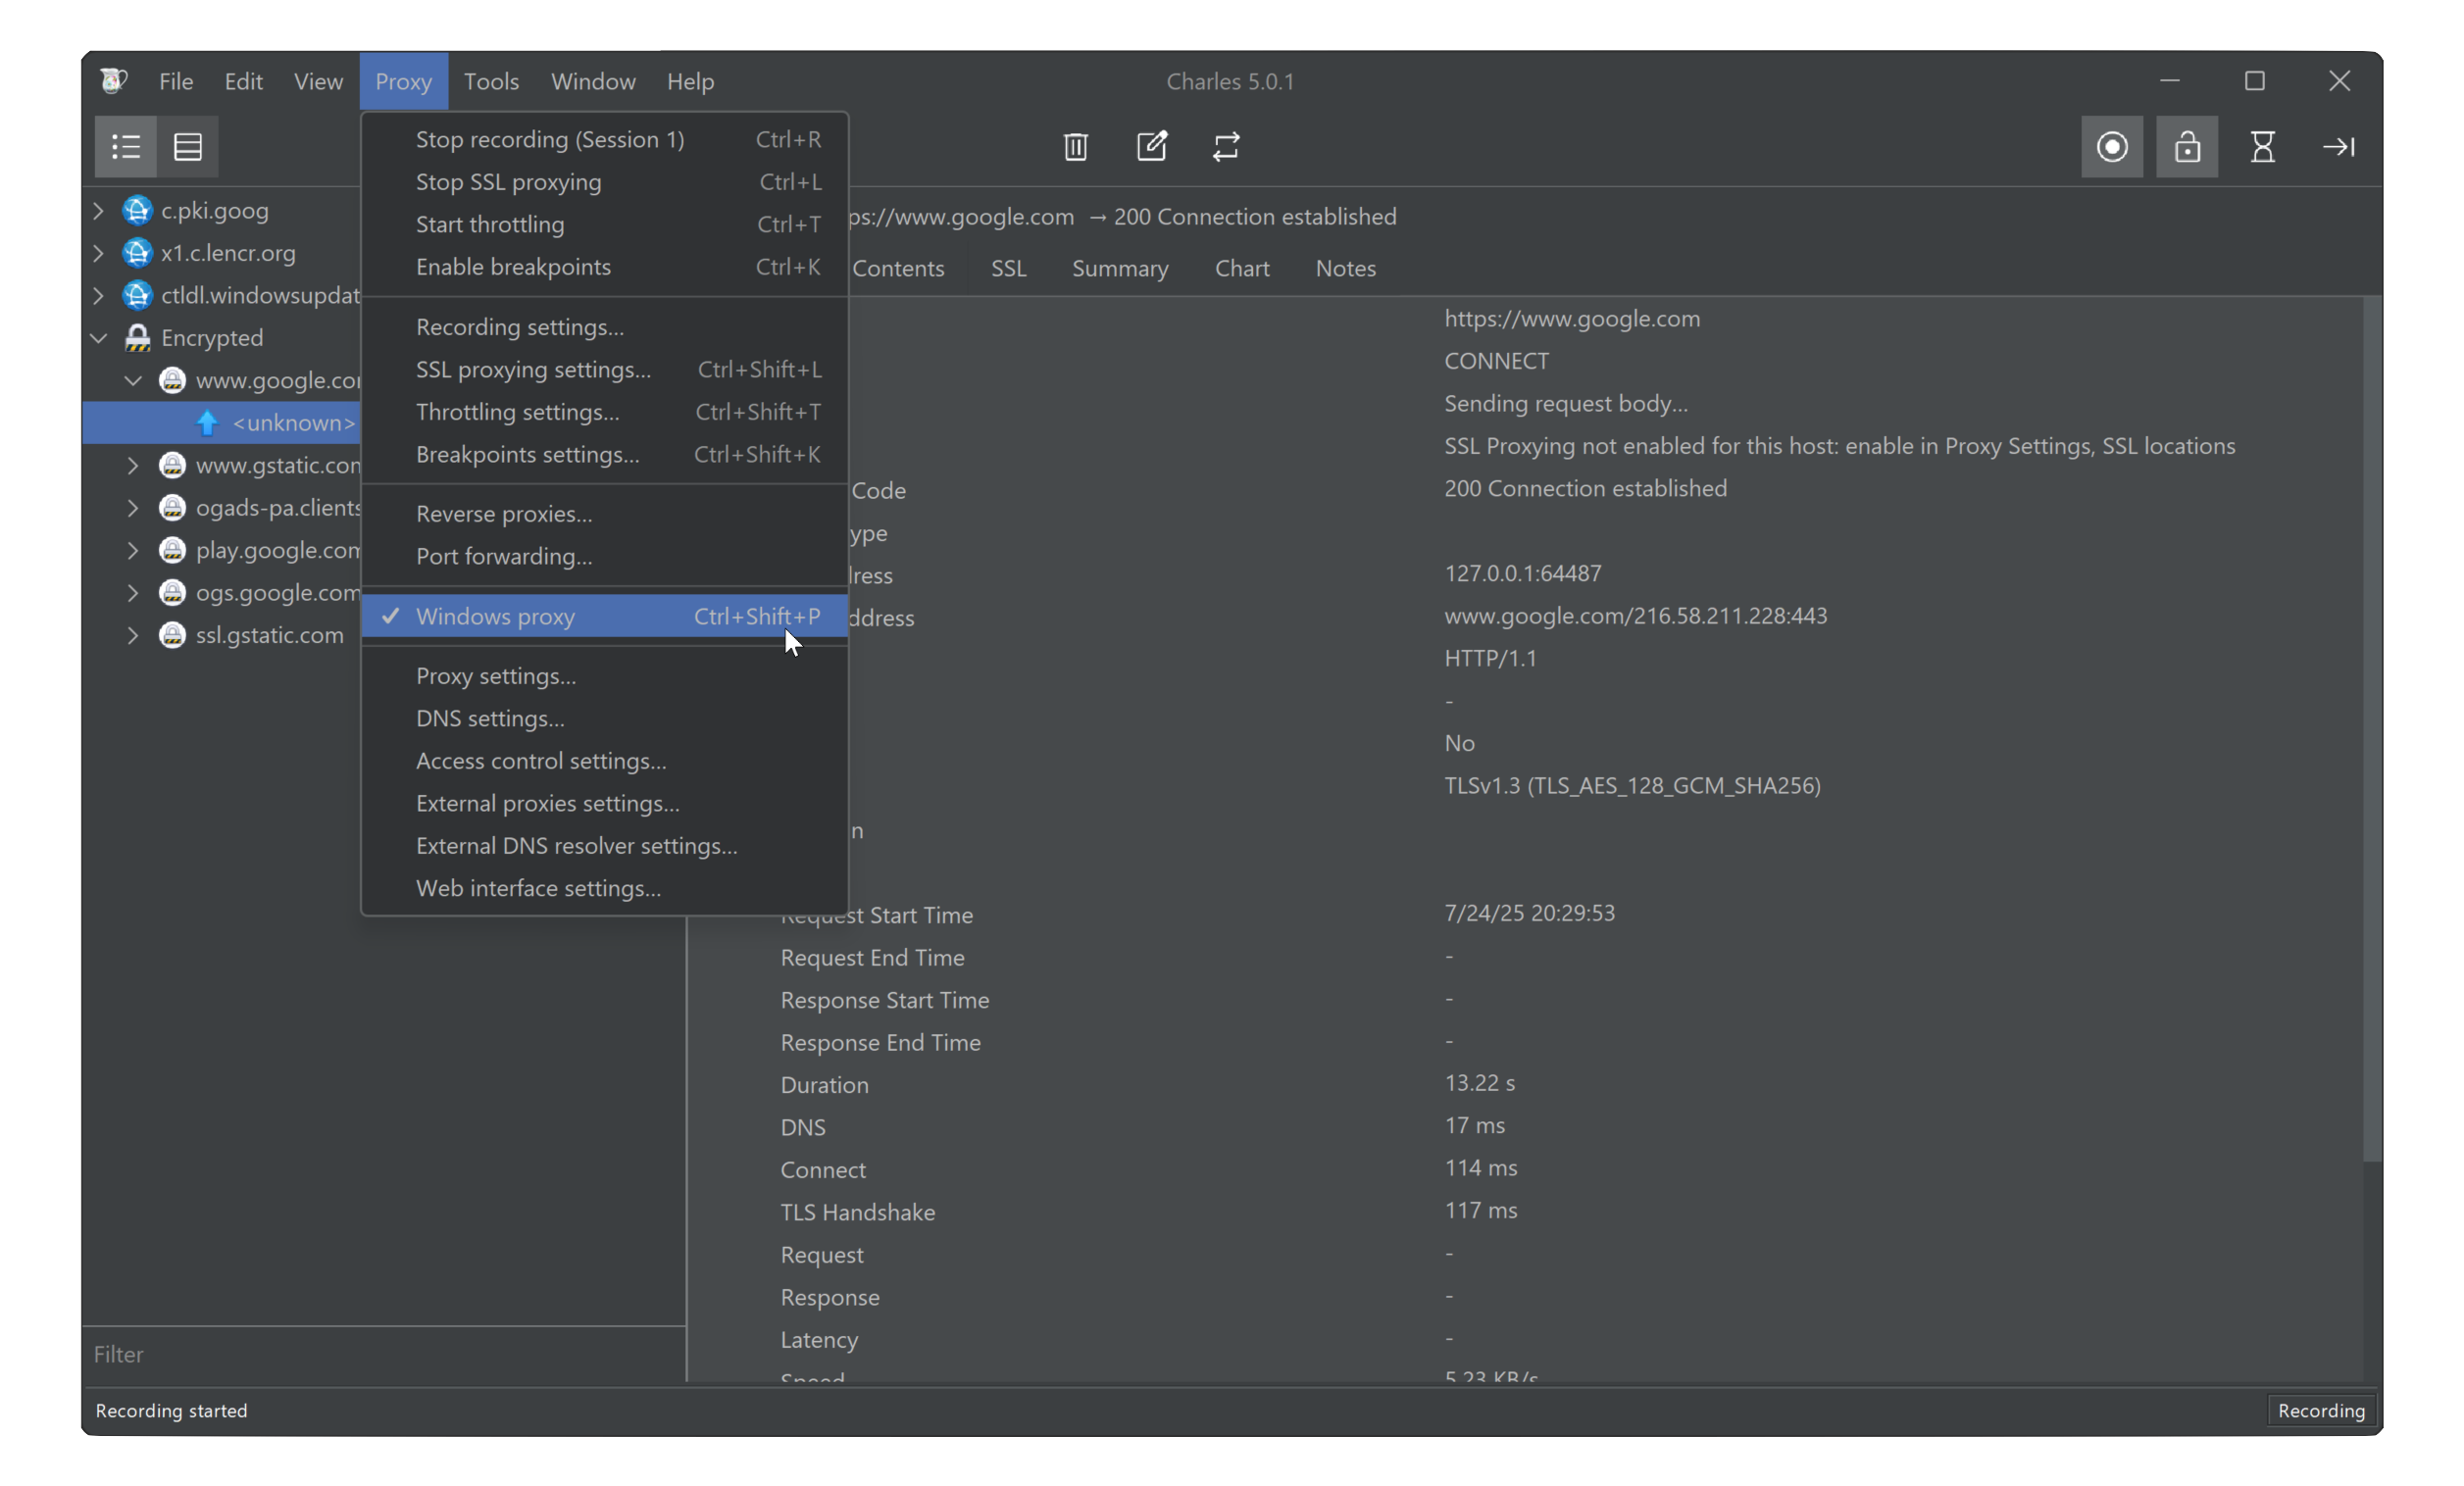 File Edit View Proxy Tools Window Help
Charles 5.0.1
Stop recording (Session 1) Ctrl+R
Stop SSL proxying Ctrl+L
Start throttling Ctrl+T
Enable breakpoints Ctrl+K
Recording settings...
SSL proxying settings... Ctrl+Shift+L
Throttling settings... Ctrl+Shift+T
Breakpoints settings... Ctrl+Shift+K
Reverse proxies...
Port forwarding...
✓ Windows proxy Ctrl+Shift+P
Proxy settings...
DNS settings...
Access control settings...
External proxies settings...
External DNS resolver settings...
Web interface settings...
c.pki.goog
x1.c.lencr.org
ctldl.windowsupdat
Encrypted
www.google.co
<unknown>
www.gstatic.co
ogads-pa.clients
play.google.com
ogs.google.com
ssl.gstatic.com
Filter
ps://www.google.com → 200 Connection established
Contents SSL Summary Chart Notes
https://www.google.com
CONNECT
Sending request body...
SSL Proxying not enabled for this host: enable in Proxy Settings, SSL locations
Code 200 Connection established
ype
ress 127.0.0.1:64487
ddress www.google.com/216.58.211.228:443
HTTP/1.1
-
No
TLSv1.3 (TLS_AES_128_GCM_SHA256)
n
Request Start Time 7/24/25 20:29:53
Request End Time -
Response Start Time -
Response End Time -
Duration 13.22 s
DNS 17 ms
Connect 114 ms
TLS Handshake 117 ms
Request -
Response -
Latency -
Speed 5.23 KB/s
Recording started
Recording